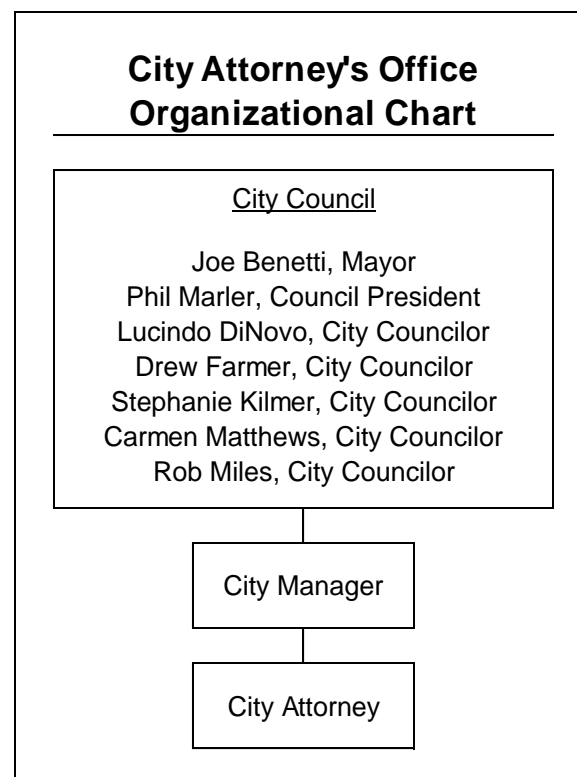 City Attorney's Office
Organizational Chart
City Council
Joe Benetti, Mayor
Phil Marler, Council President
Lucindo DiNovo, City Councilor
Drew Farmer, City Councilor
Stephanie Kilmer, City Councilor
Carmen Matthews, City Councilor
Rob Miles, City Councilor
City Manager
City Attorney